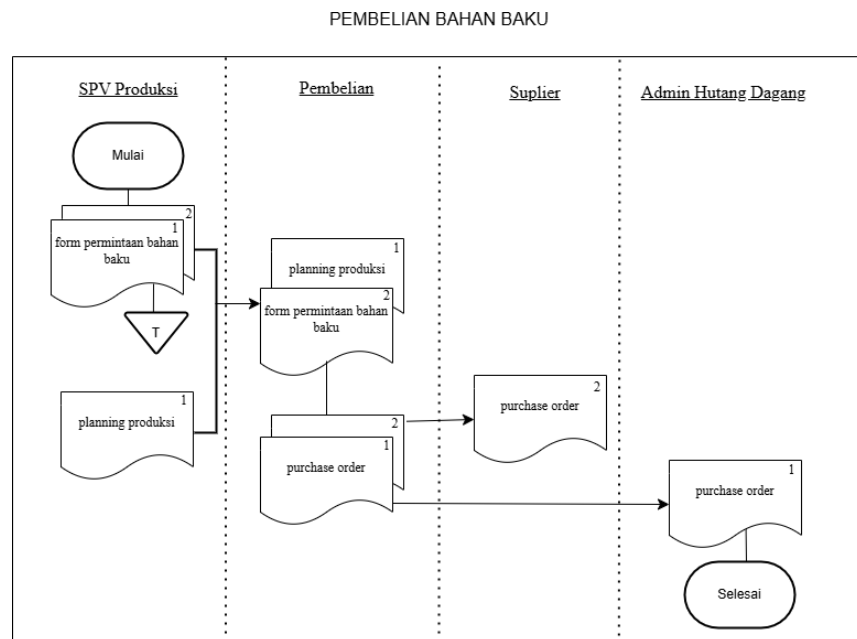 PEMBELIAN BAHAN BAKU
SPV Produksi
Pembelian
Suplier
Admin Hutang Dagang
Mulai
2
1
form permintaan bahan
baku
T
1
planning produksi
1
planning produksi
2
form permintaan bahan
baku
2
1
purchase order
2
purchase order
1
purchase order
Selesai